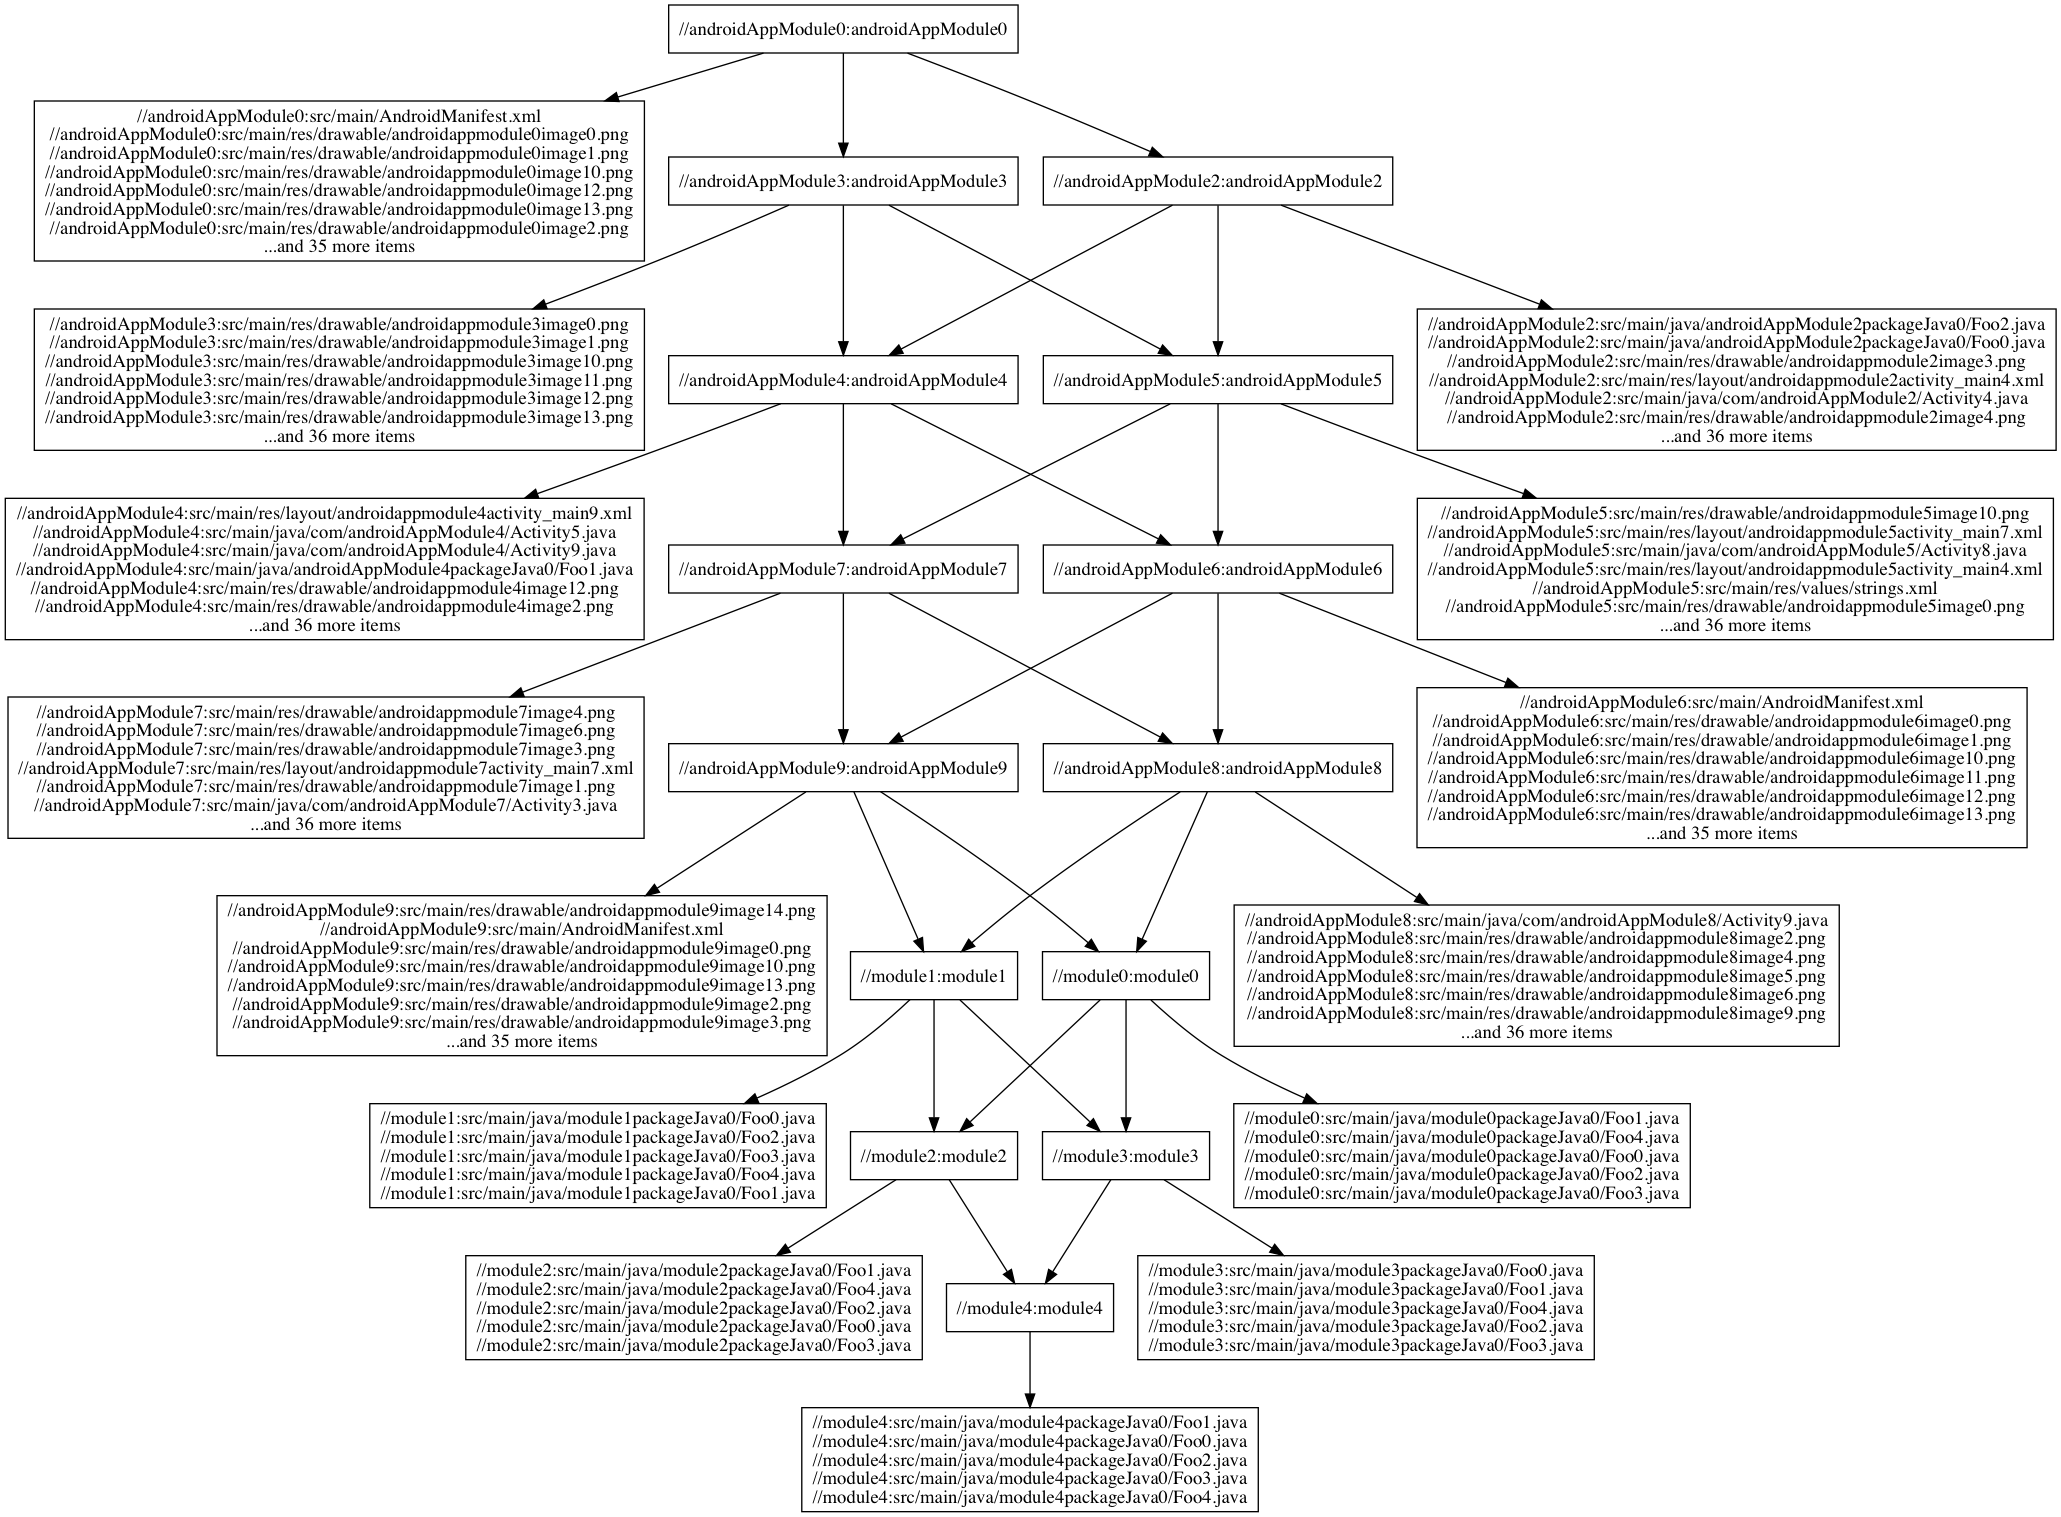 //androidAppModule0:androidAppModule0
//androidAppModule0:src/main/AndroidManifest.xml
//androidAppModule0:src/main/res/drawable/androidappmodule0image0.png
//androidAppModule0:src/main/res/drawable/androidappmodule0image1.png
//androidAppModule0:src/main/res/drawable/androidappmodule0image10.png
//androidAppModule0:src/main/res/drawable/androidappmodule0image12.png
//androidAppModule0:src/main/res/drawable/androidappmodule0image13.png
//androidAppModule0:src/main/res/drawable/androidappmodule0image2.png
...and 35 more items
//androidAppModule3:androidAppModule3
//androidAppModule2:androidAppModule2
//androidAppModule3:src/main/res/drawable/androidappmodule3image0.png
//androidAppModule3:src/main/res/drawable/androidappmodule3image1.png
//androidAppModule3:src/main/res/drawable/androidappmodule3image10.png
//androidAppModule3:src/main/res/drawable/androidappmodule3image11.png
//androidAppModule3:src/main/res/drawable/androidappmodule3image12.png
//androidAppModule3:src/main/res/drawable/androidappmodule3image13.png
...and 36 more items
//androidAppModule4:androidAppModule4
//androidAppModule5:androidAppModule5
//androidAppModule2:src/main/java/androidAppModule2packageJava0/Foo2.java
//androidAppModule2:src/main/java/androidAppModule2packageJava0/Foo0.java
//androidAppModule2:src/main/res/drawable/androidappmodule2image3.png
//androidAppModule2:src/main/res/layout/androidappmodule2activity_main4.xml
//androidAppModule2:src/main/java/com/androidAppModule2/Activity4.java
//androidAppModule2:src/main/res/drawable/androidappmodule2image4.png
...and 36 more items
//androidAppModule4:src/main/res/layout/androidappmodule4activity_main9.xml
//androidAppModule4:src/main/java/com/androidAppModule4/Activity5.java
//androidAppModule4:src/main/java/com/androidAppModule4/Activity9.java
//androidAppModule4:src/main/java/androidAppModule4packageJava0/Foo1.java
//androidAppModule4:src/main/res/drawable/androidappmodule4image12.png
//androidAppModule4:src/main/res/drawable/androidappmodule4image2.png
...and 36 more items
//androidAppModule7:androidAppModule7
//androidAppModule6:androidAppModule6
//androidAppModule5:src/main/res/drawable/androidappmodule5image10.png
//androidAppModule5:src/main/res/layout/androidappmodule5activity_main7.xml
//androidAppModule5:src/main/java/com/androidAppModule5/Activity8.java
//androidAppModule5:src/main/res/layout/androidappmodule5activity_main4.xml
//androidAppModule5:src/main/res/values/strings.xml
//androidAppModule5:src/main/res/drawable/androidappmodule5image0.png
...and 36 more items
//androidAppModule7:src/main/res/drawable/androidappmodule7image4.png
//androidAppModule7:src/main/res/drawable/androidappmodule7image6.png
//androidAppModule7:src/main/res/drawable/androidappmodule7image3.png
//androidAppModule7:src/main/res/layout/androidappmodule7activity_main7.xml
//androidAppModule7:src/main/res/drawable/androidappmodule7image1.png
//androidAppModule7:src/main/java/com/androidAppModule7/Activity3.java
...and 36 more items
//androidAppModule9:androidAppModule9
//androidAppModule8:androidAppModule8
//androidAppModule6:src/main/AndroidManifest.xml
//androidAppModule6:src/main/res/drawable/androidappmodule6image0.png
//androidAppModule6:src/main/res/drawable/androidappmodule6image1.png
//androidAppModule6:src/main/res/drawable/androidappmodule6image10.png
//androidAppModule6:src/main/res/drawable/androidappmodule6image11.png
//androidAppModule6:src/main/res/drawable/androidappmodule6image12.png
//androidAppModule6:src/main/res/drawable/androidappmodule6image13.png
...and 35 more items
//androidAppModule9:src/main/res/drawable/androidappmodule9image14.png
//androidAppModule9:src/main/AndroidManifest.xml
//androidAppModule9:src/main/res/drawable/androidappmodule9image0.png
//androidAppModule9:src/main/res/drawable/androidappmodule9image10.png
//androidAppModule9:src/main/res/drawable/androidappmodule9image13.png
//androidAppModule9:src/main/res/drawable/androidappmodule9image2.png
//androidAppModule9:src/main/res/drawable/androidappmodule9image3.png
...and 35 more items
//module1:module1
//module0:module0
//androidAppModule8:src/main/java/com/androidAppModule8/Activity9.java
//androidAppModule8:src/main/res/drawable/androidappmodule8image2.png
//androidAppModule8:src/main/res/drawable/androidappmodule8image4.png
//androidAppModule8:src/main/res/drawable/androidappmodule8image5.png
//androidAppModule8:src/main/res/drawable/androidappmodule8image6.png
//androidAppModule8:src/main/res/drawable/androidappmodule8image9.png
...and 36 more items
//module1:src/main/java/module1packageJava0/Foo0.java
//module1:src/main/java/module1packageJava0/Foo2.java
//module1:src/main/java/module1packageJava0/Foo3.java
//module1:src/main/java/module1packageJava0/Foo4.java
//module1:src/main/java/module1packageJava0/Foo1.java
//module2:module2
//module3:module3
//module0:src/main/java/module0packageJava0/Foo1.java
//module0:src/main/java/module0packageJava0/Foo4.java
//module0:src/main/java/module0packageJava0/Foo0.java
//module0:src/main/java/module0packageJava0/Foo2.java
//module0:src/main/java/module0packageJava0/Foo3.java
//module2:src/main/java/module2packageJava0/Foo1.java
//module2:src/main/java/module2packageJava0/Foo4.java
//module2:src/main/java/module2packageJava0/Foo2.java
//module2:src/main/java/module2packageJava0/Foo0.java
//module2:src/main/java/module2packageJava0/Foo3.java
//module4:module4
//module3:src/main/java/module3packageJava0/Foo0.java
//module3:src/main/java/module3packageJava0/Foo1.java
//module3:src/main/java/module3packageJava0/Foo4.java
//module3:src/main/java/module3packageJava0/Foo2.java
//module3:src/main/java/module3packageJava0/Foo3.java
//module4:src/main/java/module4packageJava0/Foo1.java
//module4:src/main/java/module4packageJava0/Foo0.java
//module4:src/main/java/module4packageJava0/Foo2.java
//module4:src/main/java/module4packageJava0/Foo3.java
//module4:src/main/java/module4packageJava0/Foo4.java